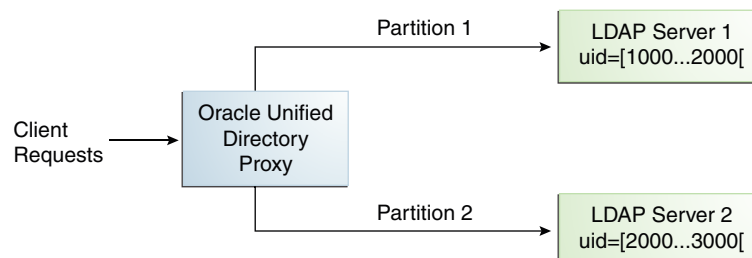 Partition 1
LDAP Server 1
uid=[1000...2000[
Client
Requests
Oracle Unified
Directory
Proxy
Partition 2
LDAP Server 2
uid=[2000...3000[